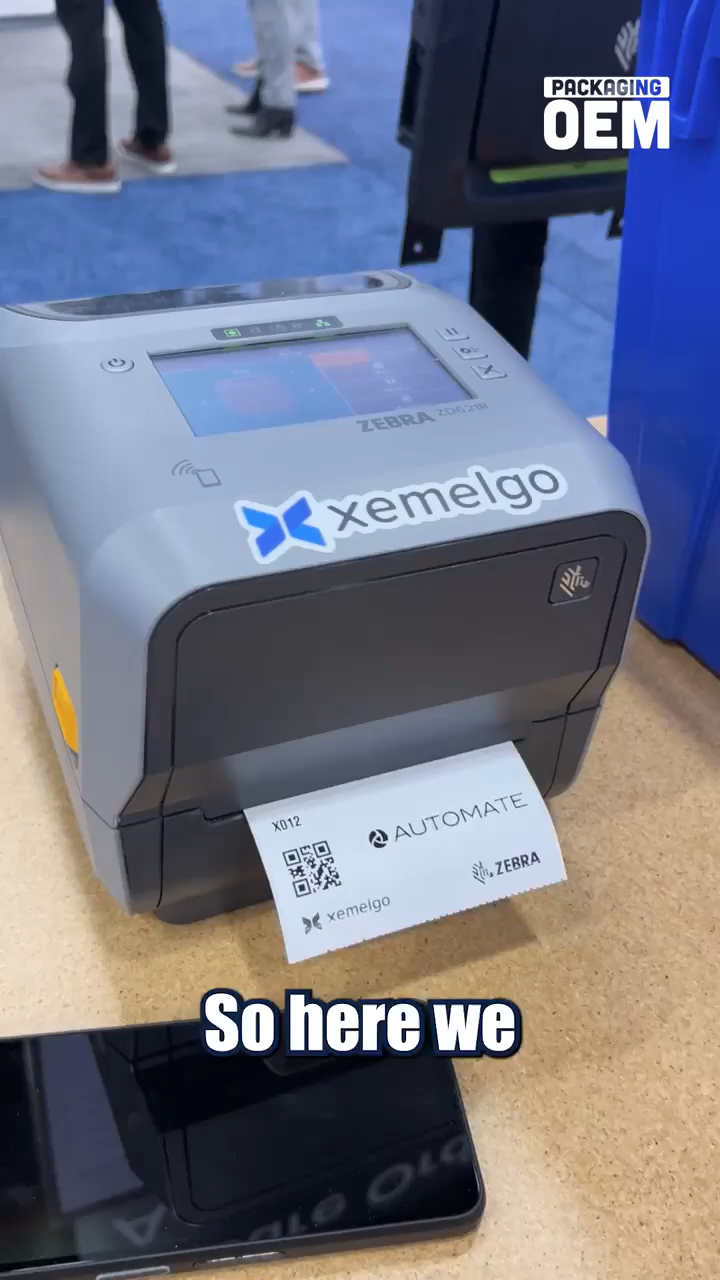 PACKAGING
OEM
ZEBRA ZD621R
xemelgo
X012
AUTOMATE
ZEBRA
xemelgo
So here we